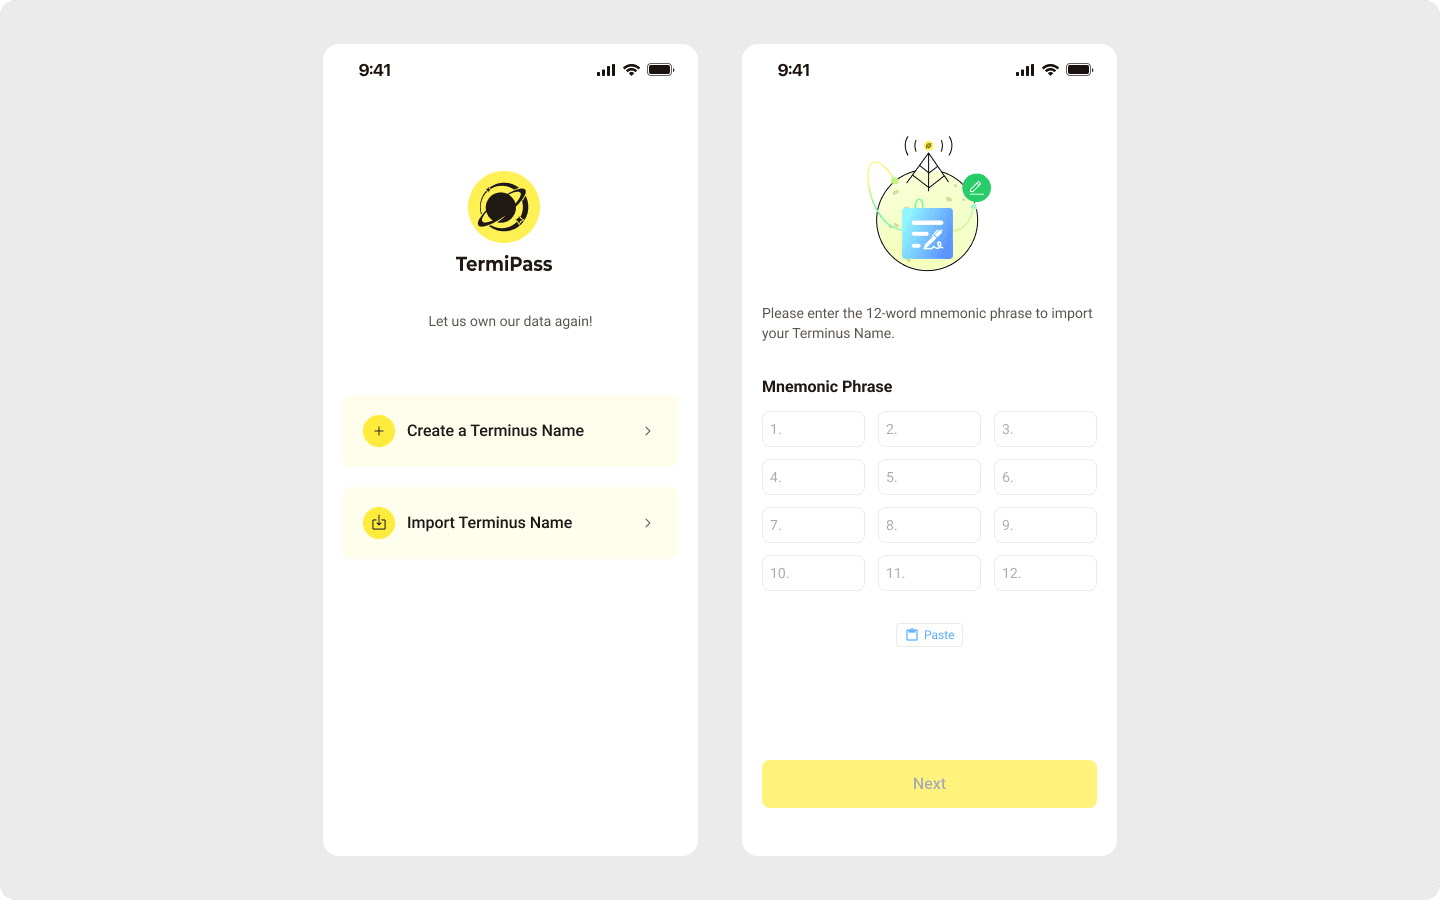 9:41
TermiPass
Let us own our data again!
Create a Terminus Name
Import Terminus Name
9:41
Please enter the 12-word mnemonic phrase to import
your Terminus Name.
Mnemonic Phrase
1. 2. 3.
4. 5. 6.
7. 8. 9.
10. 11. 12.
Paste
Next